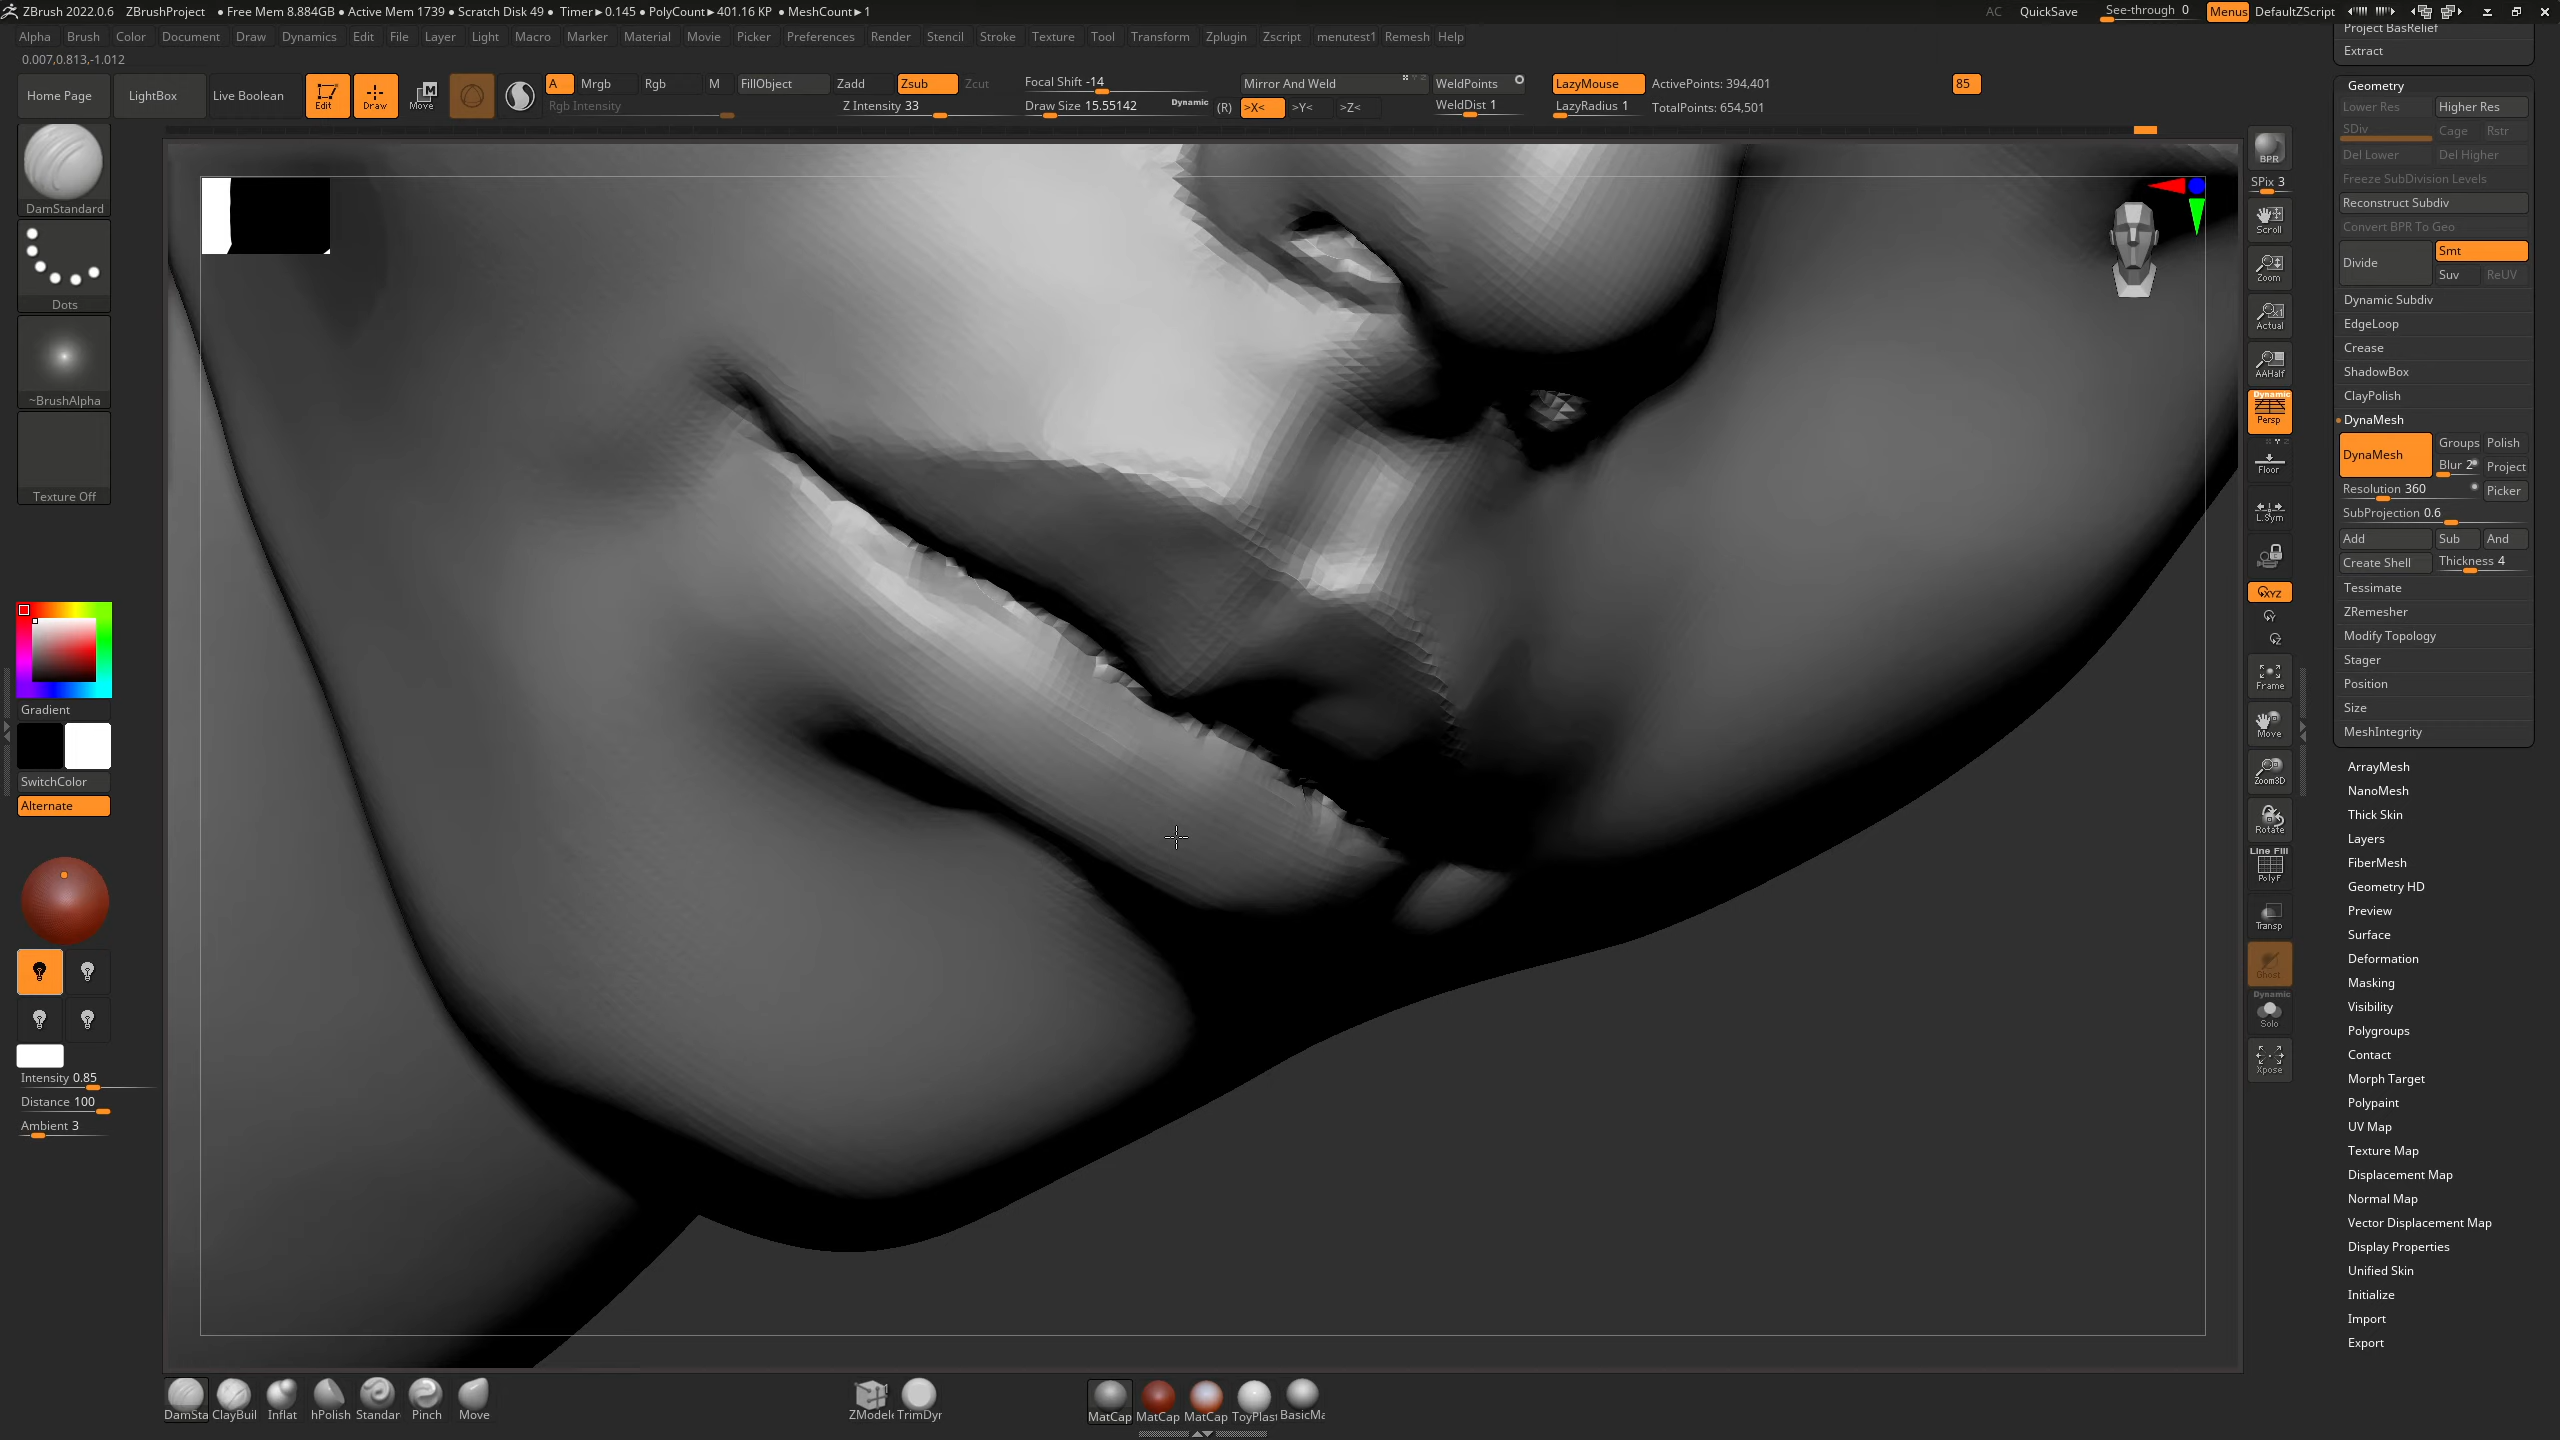 ZBrush 2022.0.6 ZBrushProject • Free Mem 8.884GB • Active Mem 1739 • Scratch Disk 49 • Timer▸0.145 • PolyCount▸401.16 KP • MeshCount▸1
AC QuickSave See-through 0 Menus DefaultZScript
Alpha Brush Color Document Draw Dynamics Edit File Layer Light Macro Marker Material Movie Picker Preferences Render Stencil Stroke Texture Tool Transform Zplugin Zscript menutest1 Remesh Help
0.007,0.813,-1.012
Home Page LightBox Live Boolean Edit Draw Move
A Mrgb Rgb M FillObject Zadd Zsub Zcut Focal Shift -14 Mirror And Weld WeldPoints LazyMouse ActivePoints: 394,401 85
Rgb Intensity Z Intensity 33 Draw Size 15.55142 Dynamic (R) >X< >Y< >Z< WeldDist 1 LazyRadius 1 TotalPoints: 654,501
DamStandard
Dots
~BrushAlpha
Texture Off
Gradient
SwitchColor
Alternate
Intensity 0.85
Distance 100
Ambient 3
BPR
SPix 3
Scroll
Zoom
Actual
AAHalf
Dynamic
Persp
Floor
L.Sym
XYZ
Y
Z
Frame
Move
Zoom3D
Rotate
Line Fill
PolyF
Transp
Ghost
Dynamic
Solo
Xpose
Project BasRelief
Extract
Geometry
Lower Res Higher Res
SDiv Cage Rstr
Del Lower Del Higher
Freeze SubDivision Levels
Reconstruct Subdiv
Convert BPR To Geo
Divide Smt
Suv ReUV
Dynamic Subdiv
EdgeLoop
Crease
ShadowBox
ClayPolish
DynaMesh
DynaMesh Groups Polish
Blur 2 Project
Resolution 360 Picker
SubProjection 0.6
Add Sub And
Create Shell Thickness 4
Tessimate
ZRemesher
Modify Topology
Stager
Position
Size
MeshIntegrity
ArrayMesh
NanoMesh
Thick Skin
Layers
FiberMesh
Geometry HD
Preview
Surface
Deformation
Masking
Visibility
Polygroups
Contact
Morph Target
Polypaint
UV Map
Texture Map
Displacement Map
Normal Map
Vector Displacement Map
Display Properties
Unified Skin
Initialize
Import
Export
DamSta ClayBuil Inflat hPolish Standar Pinch Move ZModele TrimDyr MatCap MatCap MatCap ToyPlas BasicMa